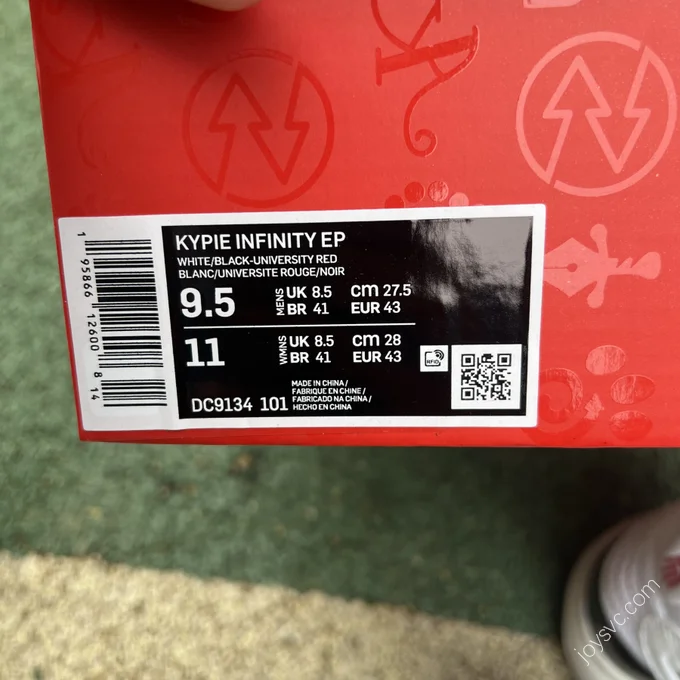 KYPIE INFINITY EP
WHITE/BLACK-UNIVERSITY RED
BLANC/UNIVERSITE ROUGE/NOIR
9.5 MENS UK 8.5 CM 27.5
BR 41 EUR 43
11 WMNS UK 8.5 CM 28
BR 41 EUR 43
RFID
DC9134 101
MADE IN CHINA /
FABRIQUE EN CHINE /
FABRICADO NA CHINA /
HECHO EN CHINA
1 95866 12600 8 14
joysvc.com